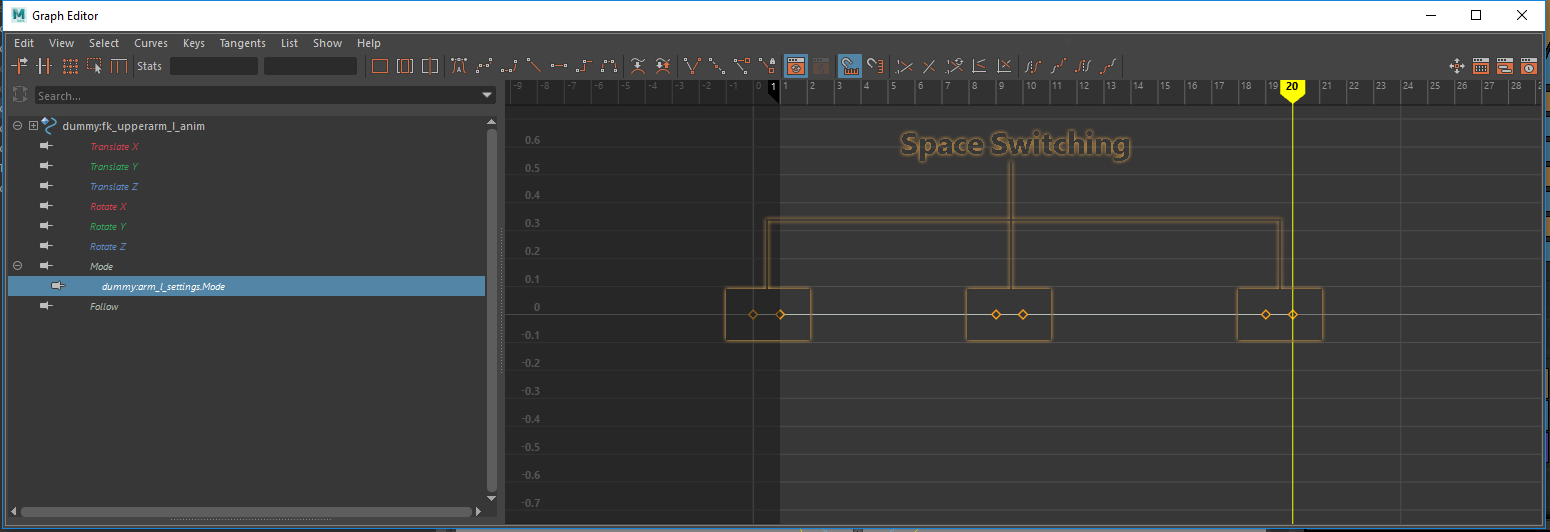 Graph Editor
Edit View Select Curves Keys Tangents List Show Help
Stats
Search...
-9 -8 -7 -6 -5 -4 -3 -2 -1 0 1 1 2 3 4 5 6 7 8 9 10 11 12 13 14 15 16 17 18 19 20 21 22 23 24 25 26 27 28
dummy:fk_upperarm_l_anim
Translate X
Translate Y
Translate Z
Rotate X
Rotate Y
Rotate Z
Mode
dummy:arm_l_settings.Mode
Follow
Space Switching
0.6
0.5
0.4
0.3
0.2
0.1
0
-0.1
-0.2
-0.3
-0.4
-0.5
-0.6
-0.7